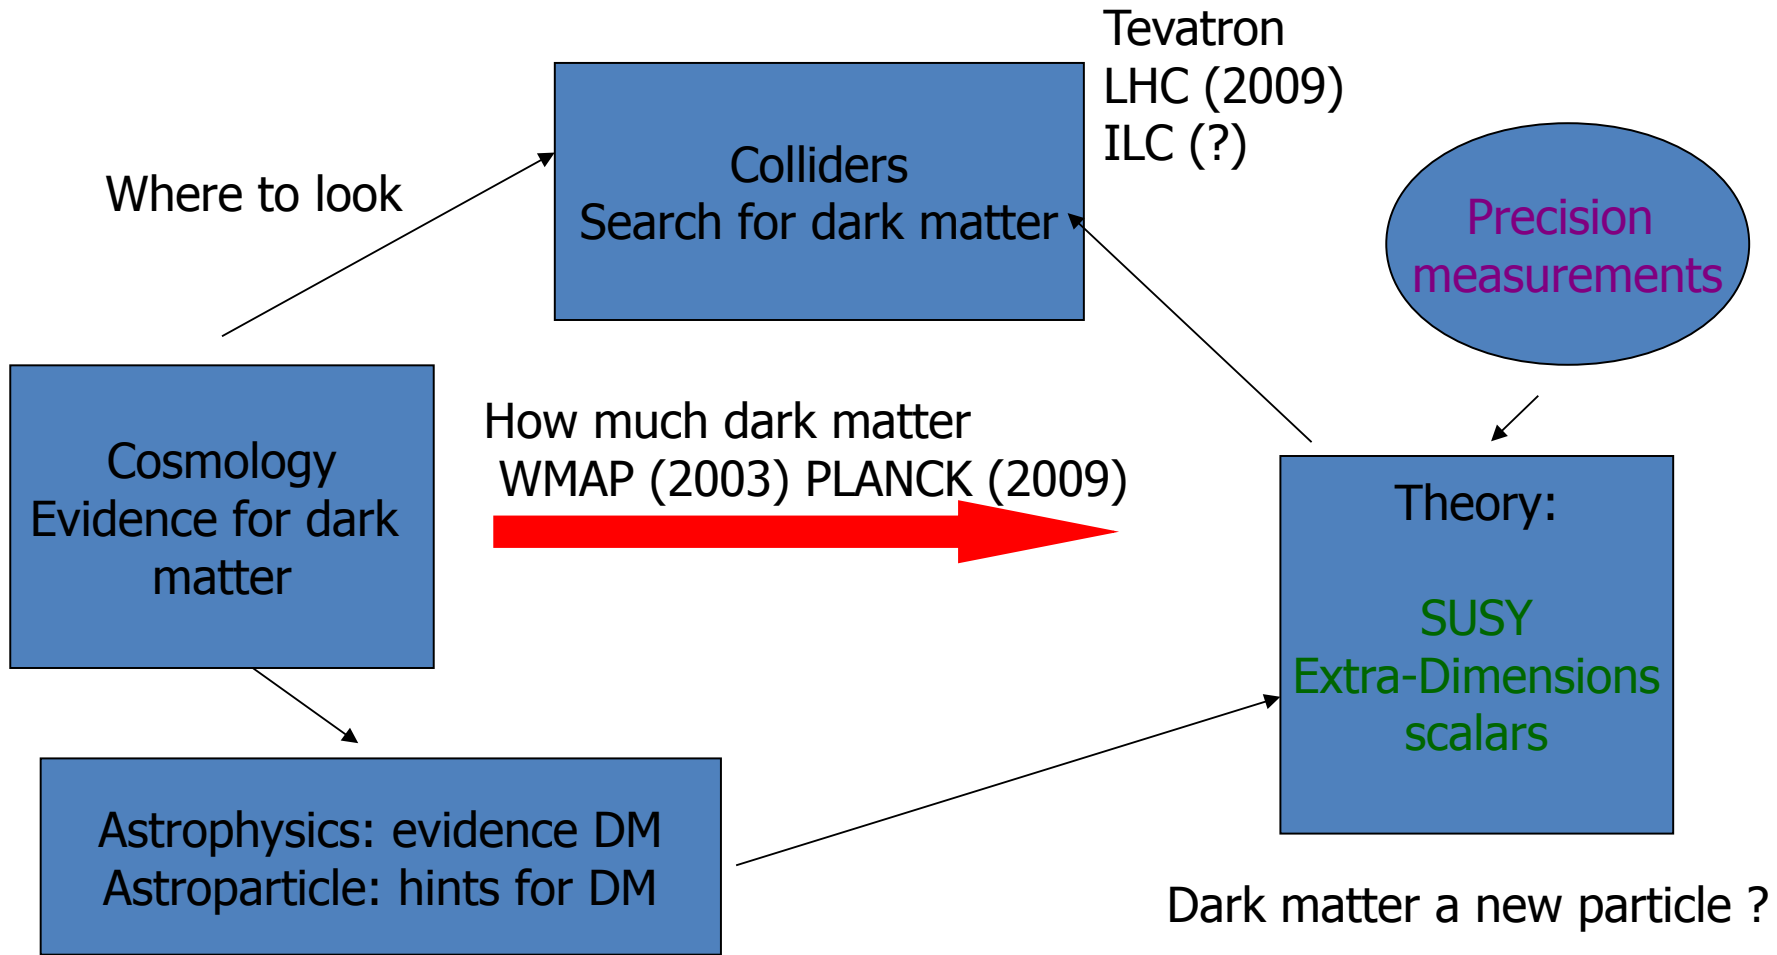 Tevatron
LHC (2009)
ILC (?)
Colliders
Search for dark matter
Where to look
Precision
measurements
How much dark matter
WMAP (2003) PLANCK (2009)
Cosmology
Evidence for dark
matter
Theory:
SUSY
Extra-Dimensions
scalars
Astrophysics: evidence DM
Astroparticle: hints for DM
Dark matter a new particle ?